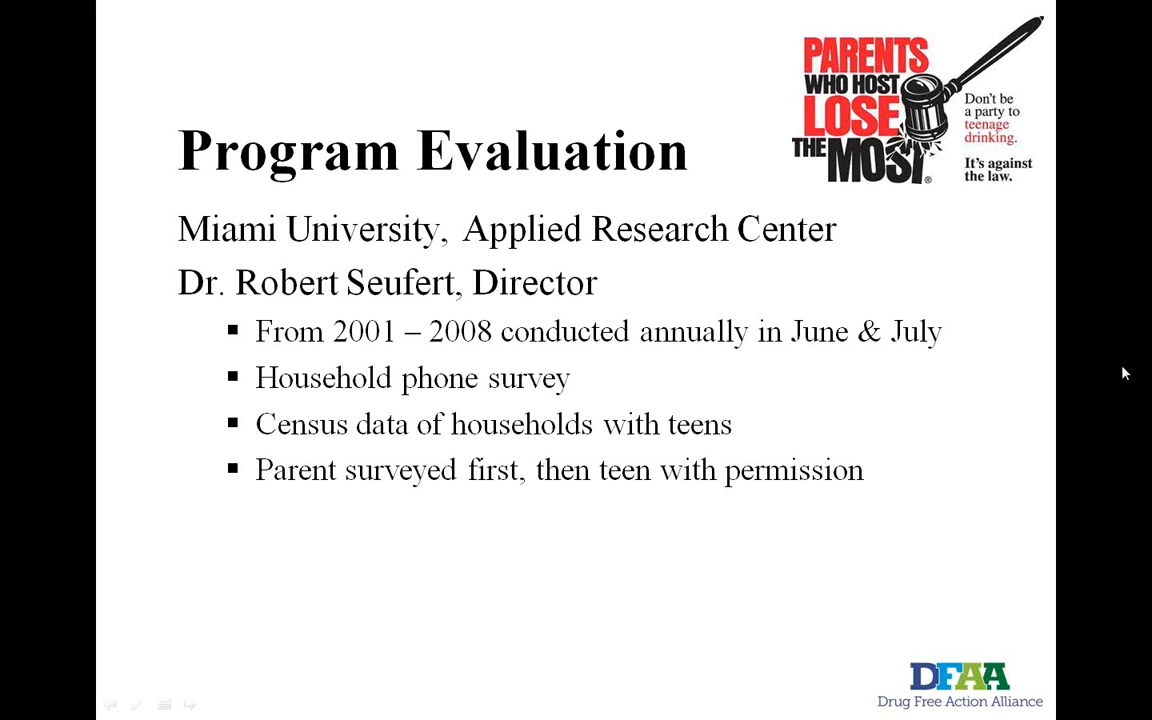 PARENTS
WHO HOST
LOSE
THE MOST®
Don't be
a party to
teenage
drinking.
It's against
the law.
Program Evaluation
Miami University, Applied Research Center
Dr. Robert Seufert, Director
▪ From 2001 – 2008 conducted annually in June & July
▪ Household phone survey
▪ Census data of households with teens
▪ Parent surveyed first, then teen with permission
DFAA
Drug Free Action Alliance